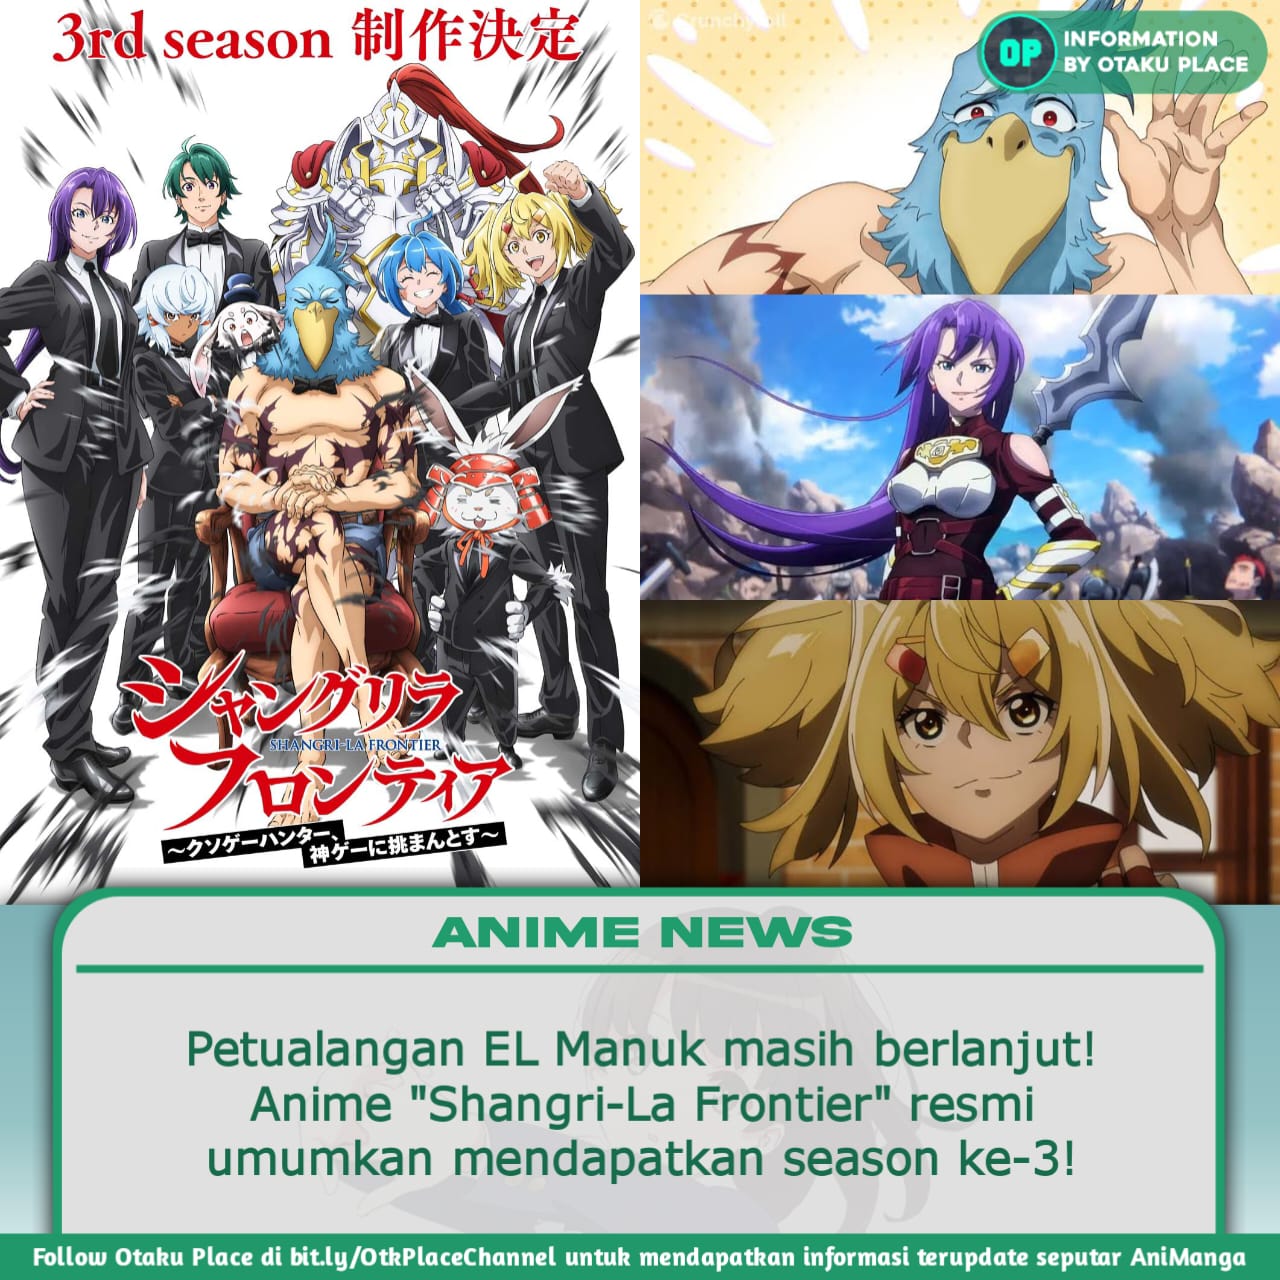 3rd season 制作決定
Crunchyroll
OP
INFORMATION
BY OTAKU PLACE
シャングリラ
SHANGRI-LA FRONTIER
フロンティア
～クソゲーハンター、
神ゲーに挑まんとす～
ANIME NEWS
Petualangan EL Manuk masih berlanjut!
Anime "Shangri-La Frontier" resmi
umumkan mendapatkan season ke-3!
Follow Otaku Place di bit.ly/OtkPlaceChannel untuk mendapatkan informasi terupdate seputar AniManga